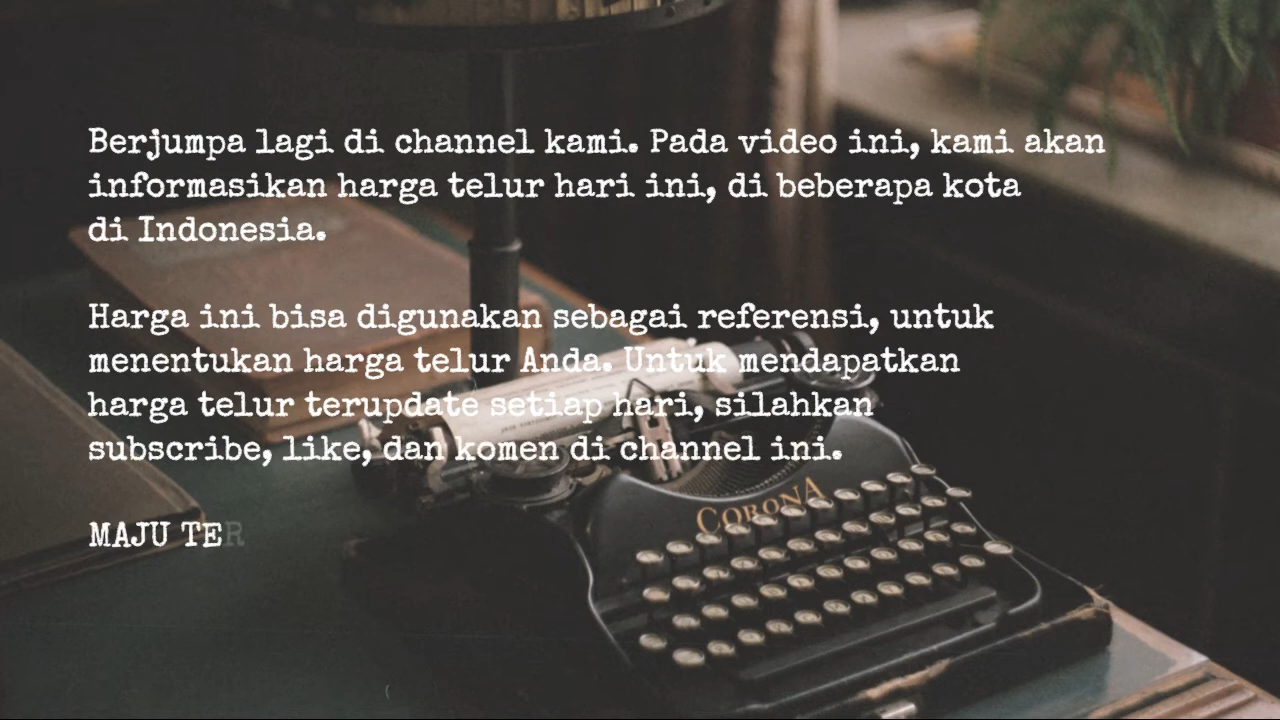 Berjumpa lagi di channel kami. Pada video ini, kami akan
informasikan harga telur hari ini, di beberapa kota
di Indonesia.
Harga ini bisa digunakan sebagai referensi, untuk
menentukan harga telur Anda. Untuk mendapatkan
harga telur terupdate setiap hari, silahkan
subscribe, like, dan komen di channel ini.
MAJU TER
CORONA